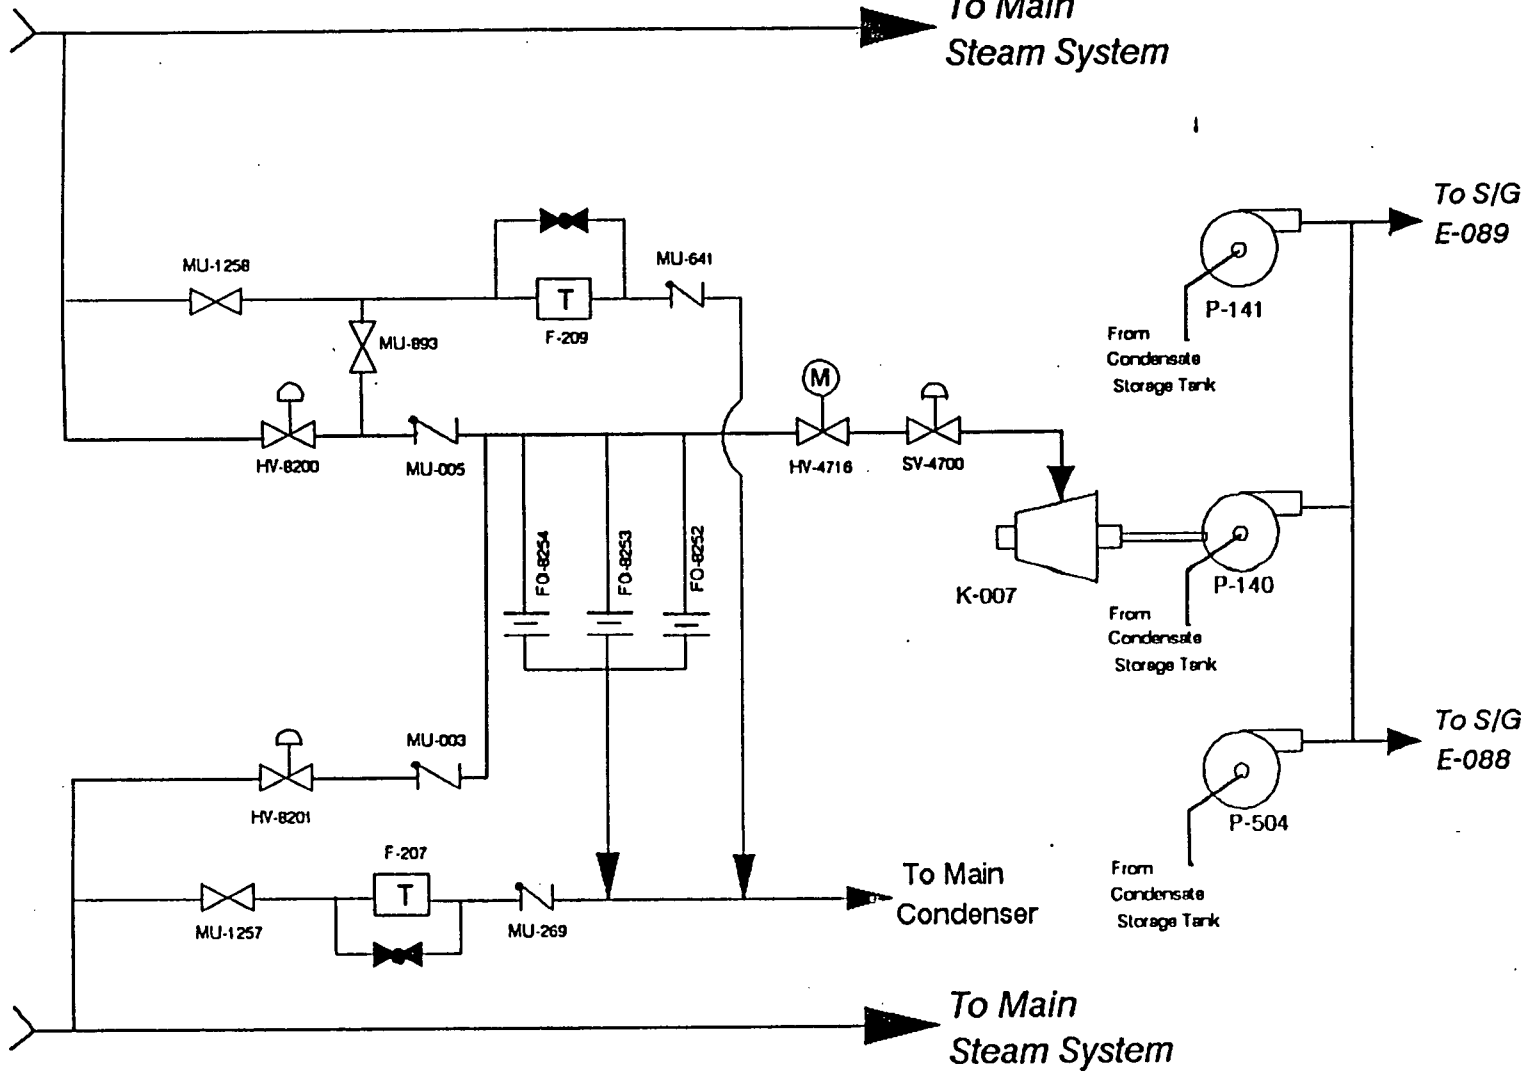 To Main
Steam System
To S/G
E-089
MU-1258
MU-641
T
F-209
P-141
MU-893
From
Condensate
Storage Tank
M
HV-8200
MU-005
HV-4716
SV-4700
FO-8254
FO-8253
FO-8252
K-007
P-140
From
Condensate
Storage Tank
To S/G
E-088
MU-003
HV-8201
P-504
F-207
T
To Main
Condenser
From
Condensate
Storage Tank
MU-1257
MU-269
To Main
Steam System